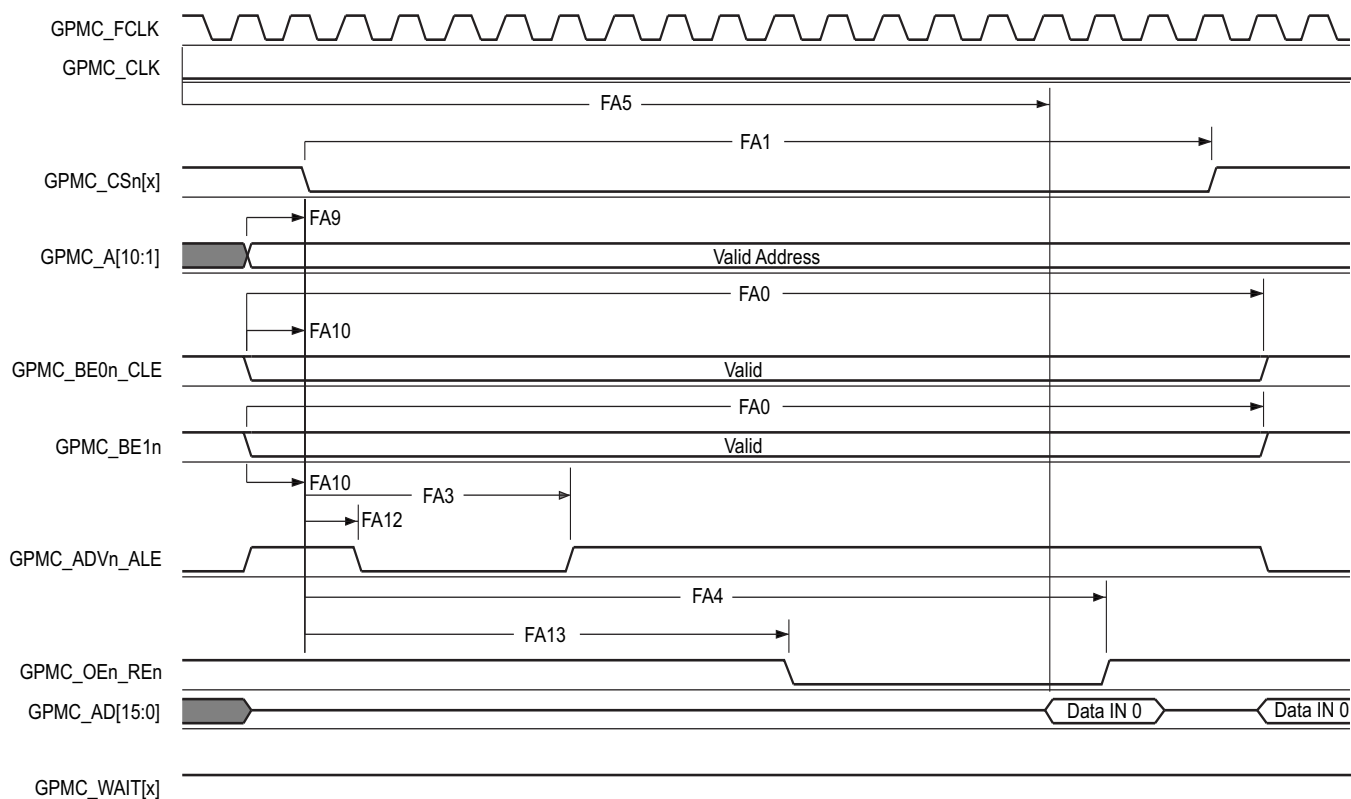 GPMC_FCLK
GPMC_CLK
FA5
FA1
GPMC_CSn[x]
FA9
GPMC_A[10:1]
Valid Address
FA0
FA10
GPMC_BE0n_CLE
Valid
FA0
GPMC_BE1n
Valid
FA10
FA3
FA12
GPMC_ADVn_ALE
FA4
FA13
GPMC_OEn_REn
GPMC_AD[15:0]
Data IN 0
Data IN 0
GPMC_WAIT[x]